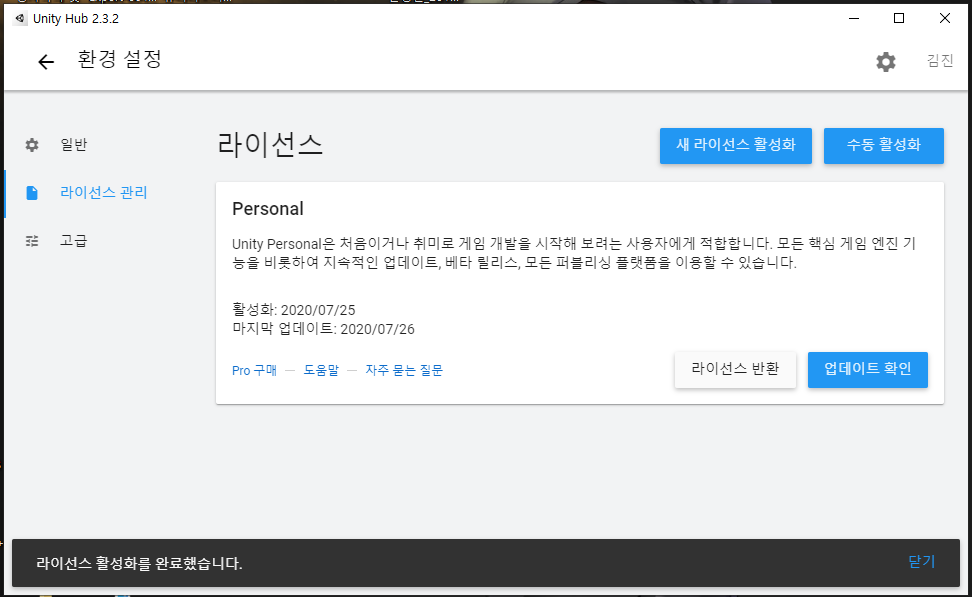 Unity Hub 2.3.2
환경 설정
김진
일반
라이선스 관리
고급
라이선스
새 라이선스 활성화
수동 활성화
Personal
Unity Personal은 처음이거나 취미로 게임 개발을 시작해 보려는 사용자에게 적합합니다. 모든 핵심 게임 엔진 기
능을 비롯하여 지속적인 업데이트, 베타 릴리스, 모든 퍼블리싱 플랫폼을 이용할 수 있습니다.
활성화: 2020/07/25
마지막 업데이트: 2020/07/26
Pro 구매 — 도움말 — 자주 묻는 질문
라이선스 반환
업데이트 확인
라이선스 활성화를 완료했습니다.
닫기